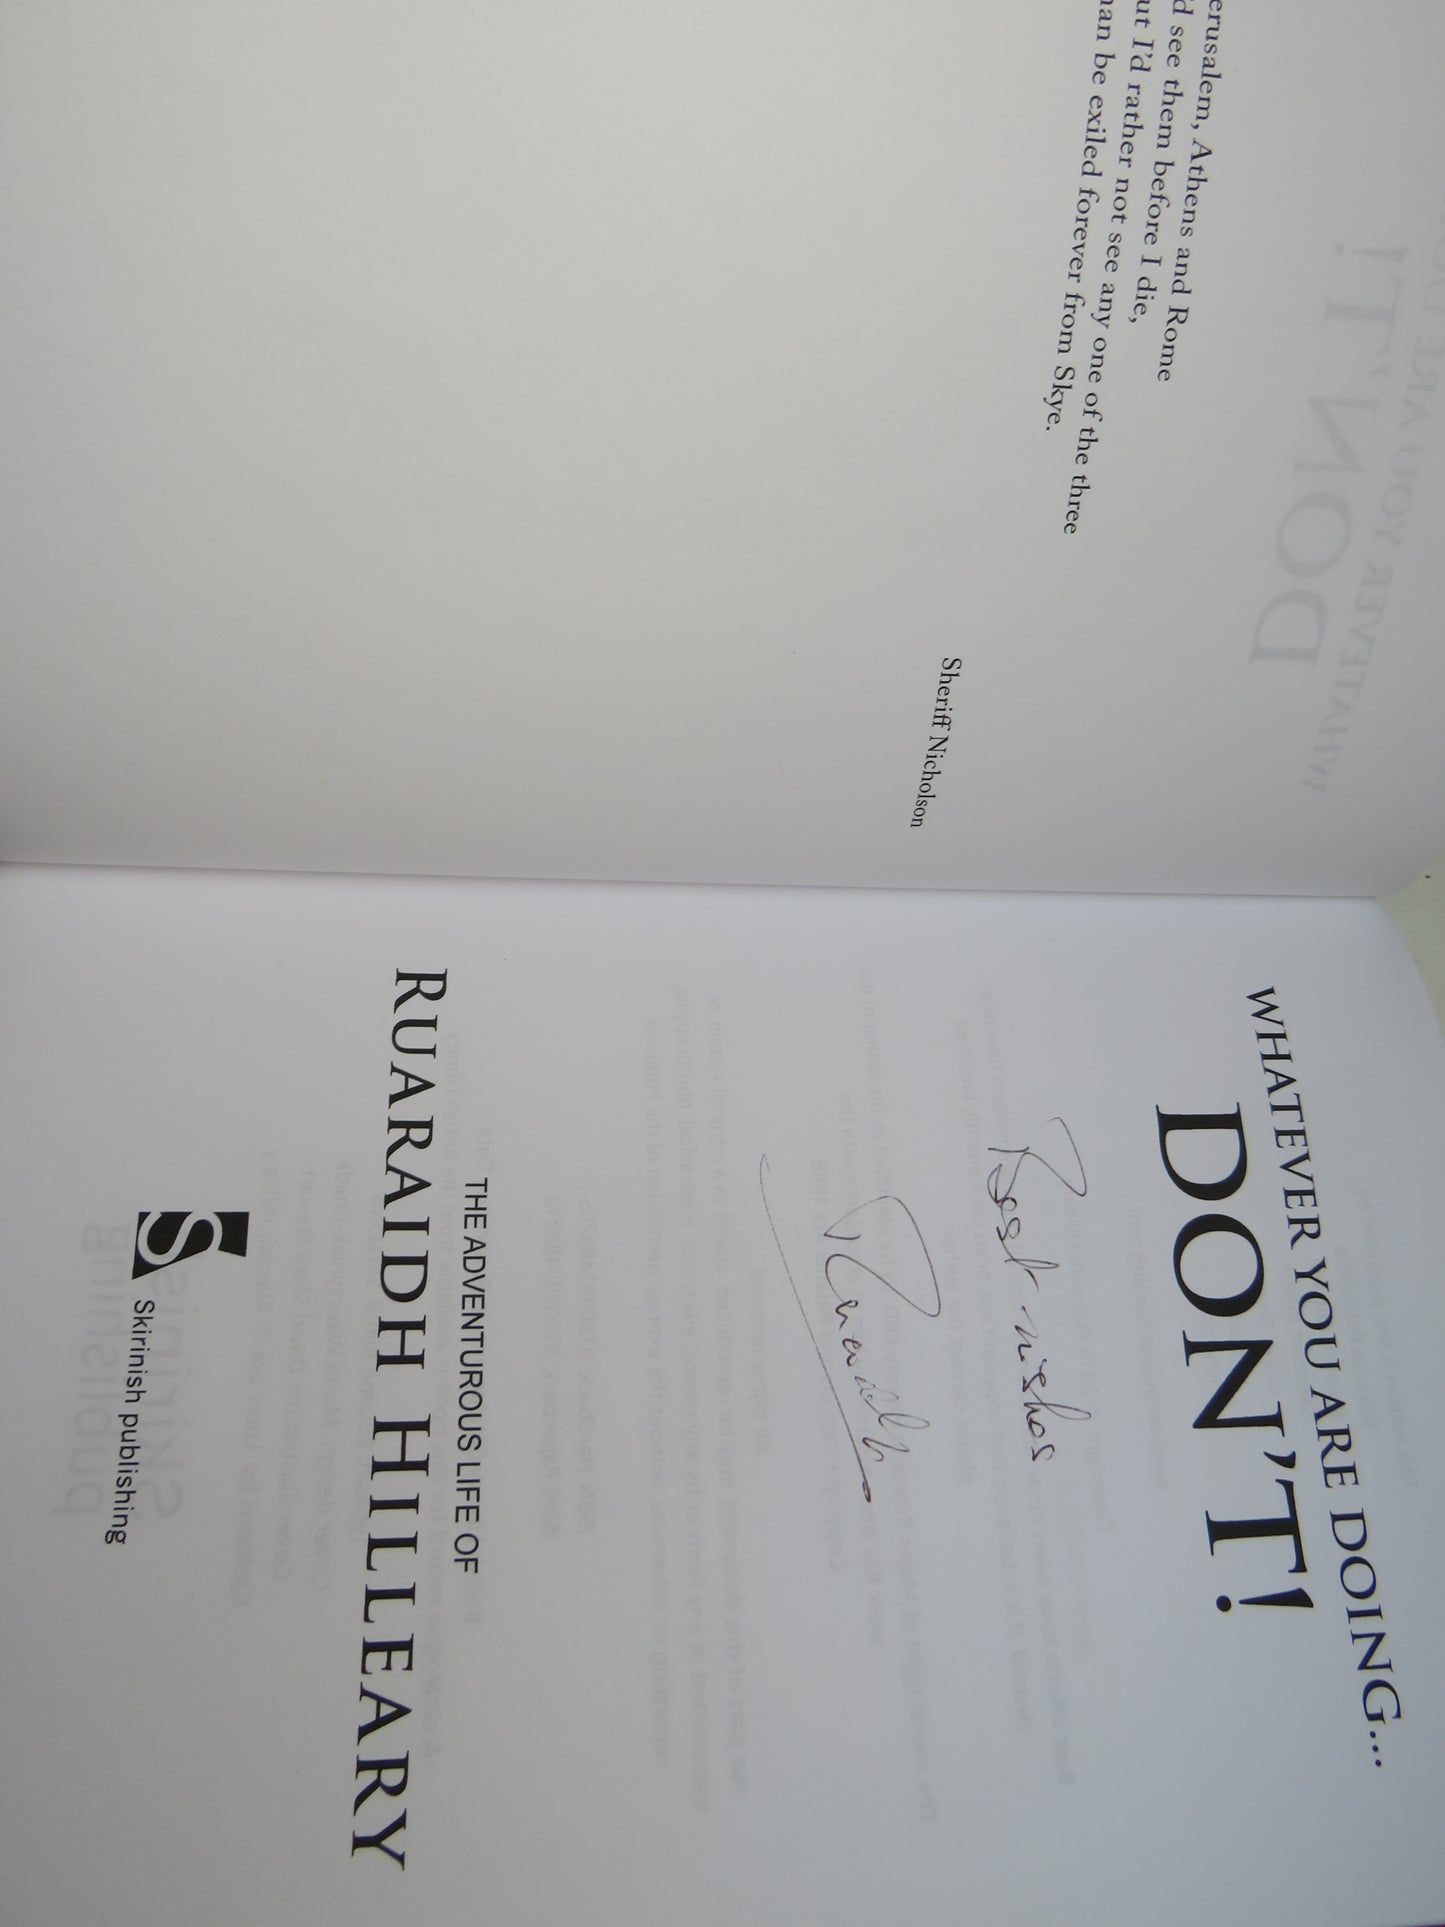 erusalem, Athens and Rome
'd see them before I die,
ut I'd rather not see any one of the three
an be exiled forever from Skye.
Sheriff Nicholson
WHATEVER YOU ARE DOING...
DON'T!
Best wishes
Ruaraidh
THE ADVENTUROUS LIFE OF
RUARAIDH HILLEARY
S
Skirinish publishing